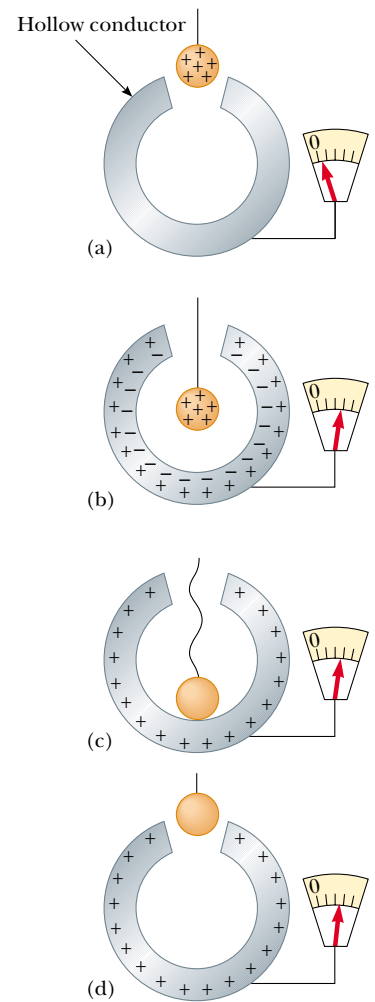 Hollow conductor
+ + + + + + +
0
(a)
+ + + + + + + + + + + + + + + + + +
− − − − − − − − − − − − − − − − − −
+ + + + + + +
0
(b)
+ + + + + + + + + + + + + + + + + +
0
(c)
+ + + + + + + + + + + + + + + + + +
0
(d)